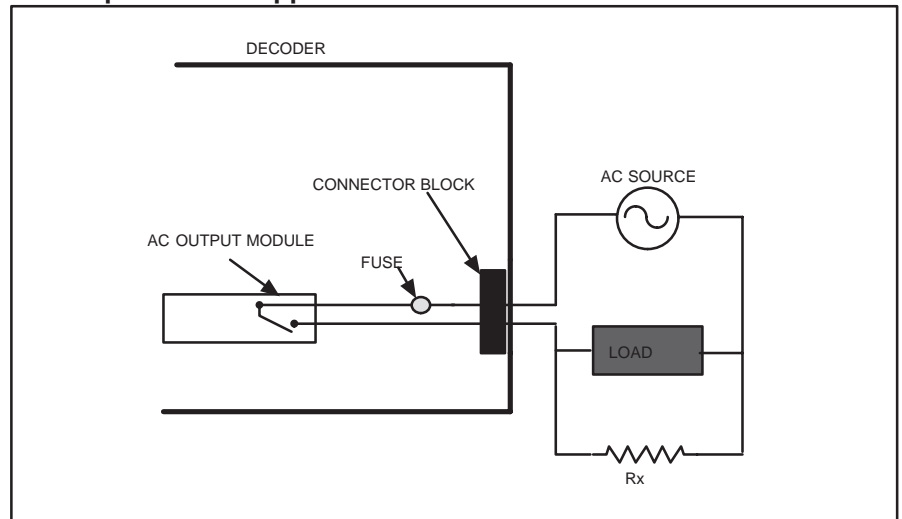 DECODER
CONNECTOR BLOCK
AC SOURCE
AC OUTPUT MODULE
FUSE
LOAD
Rx